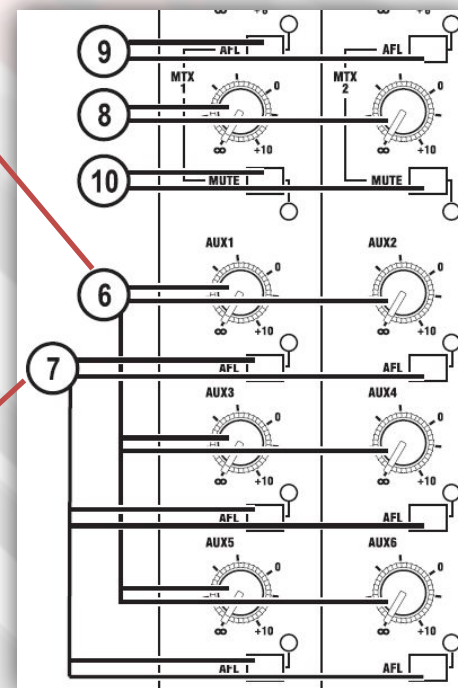 9 AFL AFL
MTX 1 MTX 2
0 0
8
∞ +10 ∞ +10
10 MUTE MUTE
AUX1 AUX2
0 0
6
∞ +10 ∞ +10
7 AFL AFL
AUX3 AUX4
0 0
∞ +10 ∞ +10
AFL AFL
AUX5 AUX6
0 0
∞ +10 ∞ +10
AFL AFL